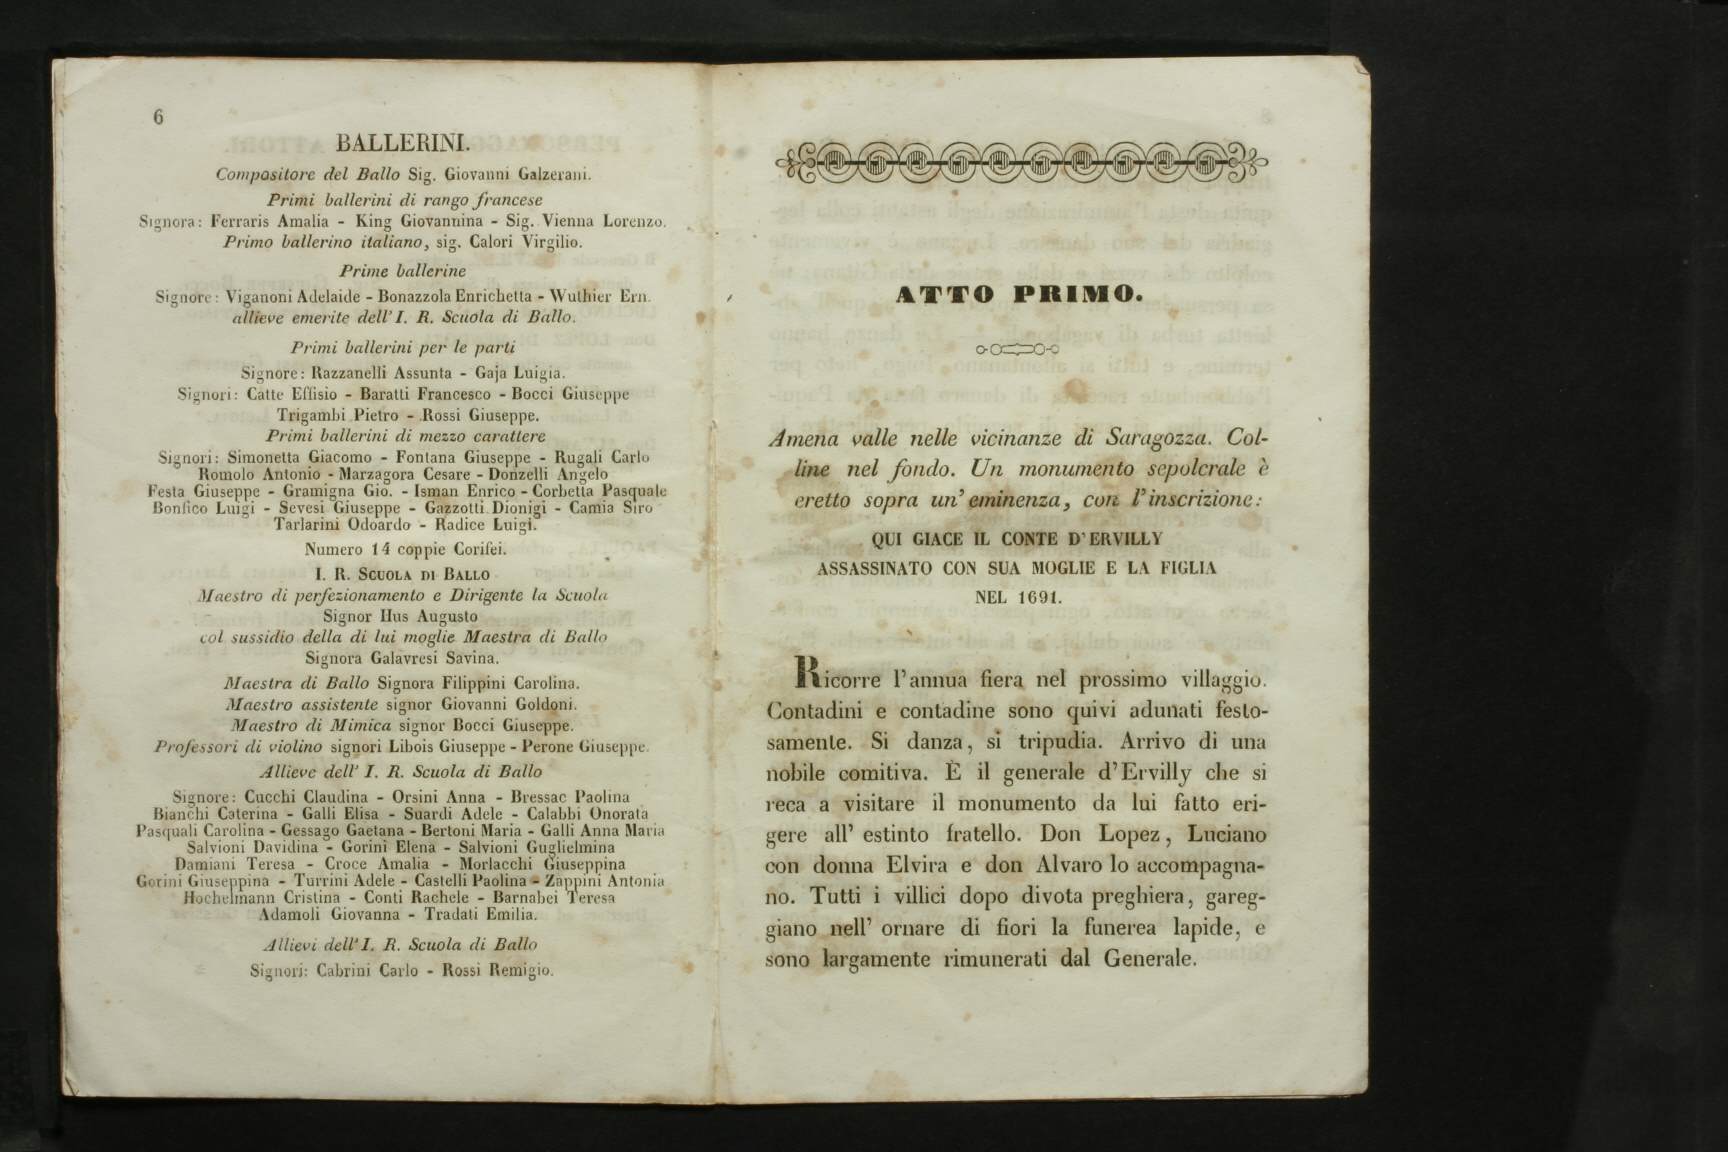 6
BALLERINI.
Compositore del Ballo Sig. Giovanni Galzerani.
Primi ballerini di rango francese
Signora: Ferraris Amalia - King Giovannina - Sig. Vienna Lorenzo.
Primo ballerino italiano, sig. Calori Virgilio.
Prime ballerine
Signore: Viganoni Adelaide - Bonazzola Enrichetta - Wuthier Ern.
allieve emerite dell' I. R. Scuola di Ballo.
Primi ballerini per le parti
Signore: Razzanelli Assunta - Gaja Luigia.
Signori: Catte Effisio - Baratti Francesco - Bocci Giuseppe
Trigambi Pietro - Rossi Giuseppe.
Primi ballerini di mezzo carattere
Signori: Simonetta Giacomo - Fontana Giuseppe - Rugali Carlo
Romolo Antonio - Marzagora Cesare - Donzelli Angelo
Festa Giuseppe - Gramigna Gio. - Isman Enrico - Corbetta Pasquale
Bonfico Luigi - Sevesi Giuseppe - Gazzotti Dionigi - Camia Siro
Tarlarini Odoardo - Radice Luigi.
Numero 14 coppie Corifei.
I. R. SCUOLA DI BALLO
Maestro di perfezionamento e Dirigente la Scuola
Signor Hus Augusto
col sussidio della di lui moglie Maestra di Ballo
Signora Galavresi Savina.
Maestra di Ballo Signora Filippini Carolina.
Maestro assistente signor Giovanni Goldoni.
Maestro di Mimica signor Bocci Giuseppe.
Professori di violino signori Libois Giuseppe - Perone Giuseppe.
Allieve dell' I. R. Scuola di Ballo
Signore: Cucchi Claudina - Orsini Anna - Bressac Paolina
Bianchi Caterina - Galli Elisa - Suardi Adele - Calabbi Onorata
Pasquali Carolina - Gessago Gaetana - Bertoni Maria - Galli Anna Maria
Salvioni Davidina - Gorini Elena - Salvioni Guglielmina
Damiani Teresa - Croce Amalia - Morlacchi Giuseppina
Gorini Giuseppina - Turrini Adele - Castelli Paolina - Zappini Antonia
Hochelmann Cristina - Conti Rachele - Barnabei Teresa
Adamoli Giovanna - Tradati Emilia.
Allievi dell' I. R. Scuola di Ballo
Signori: Cabrini Carlo - Rossi Remigio.
ATTO PRIMO.
Amena valle nelle vicinanze di Saragozza. Col-
line nel fondo. Un monumento sepolcrale è
eretto sopra un' eminenza, con l'inscrizione:
QUI GIACE IL CONTE D'ERVILLY
ASSASSINATO CON SUA MOGLIE E LA FIGLIA
NEL 1691.
Ricorre l'annua fiera nel prossimo villaggio.
Contadini e contadine sono quivi adunati festo-
samente. Si danza, si tripudia. Arrivo di una
nobile comitiva. È il generale d'Ervilly che si
reca a visitare il monumento da lui fatto eri-
gere all' estinto fratello. Don Lopez, Luciano
con donna Elvira e don Alvaro lo accompagna-
no. Tutti i villici dopo divota preghiera, gareg-
giano nell' ornare di fiori la funerea lapide, e
sono largamente rimunerati dal Generale.